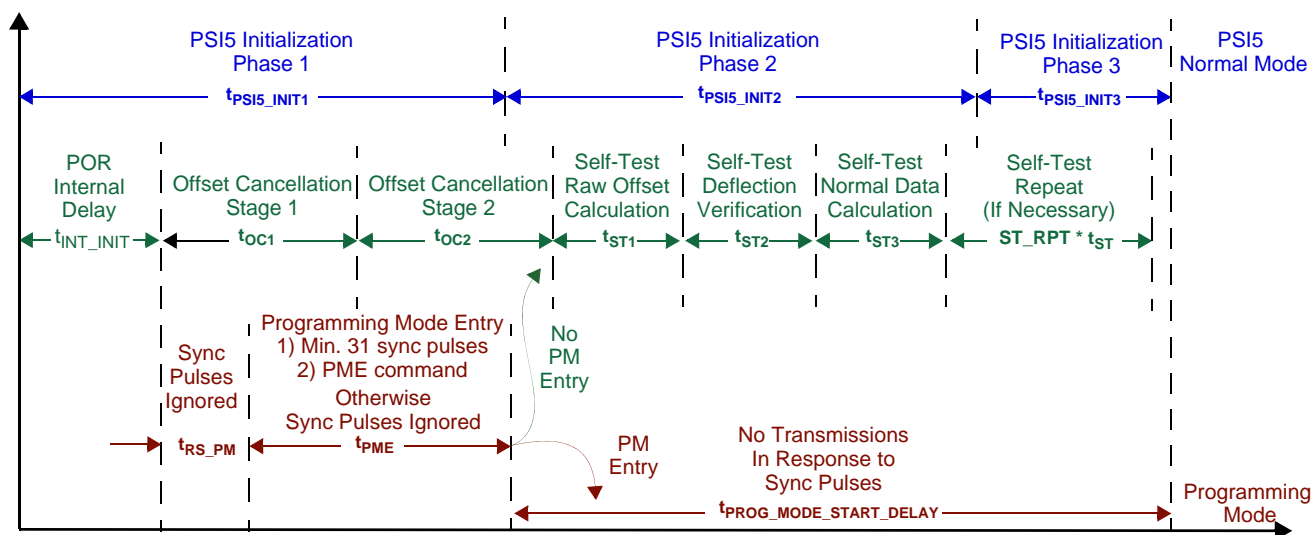 PSI5 Initialization
Phase 1
tPSI5_INIT1
PSI5 Initialization
Phase 2
tPSI5_INIT2
PSI5 Initialization
Phase 3
tPSI5_INIT3
PSI5
Normal Mode
POR
Internal
Delay
tINT_INIT
Offset Cancellation
Stage 1
tOC1
Offset Cancellation
Stage 2
tOC2
Self-Test
Raw Offset
Calculation
tST1
Self-Test
Deflection
Verification
tST2
Self-Test
Normal Data
Calculation
tST3
Self-Test
Repeat
(If Necessary)
ST_RPT * tST
Sync
Pulses
Ignored
tRS_PM
Programming Mode Entry
1) Min. 31 sync pulses
2) PME command
Otherwise
Sync Pulses Ignored
tPME
No
PM
Entry
PM
Entry
No Transmissions
In Response to
Sync Pulses
tPROG_MODE_START_DELAY
Programming
Mode